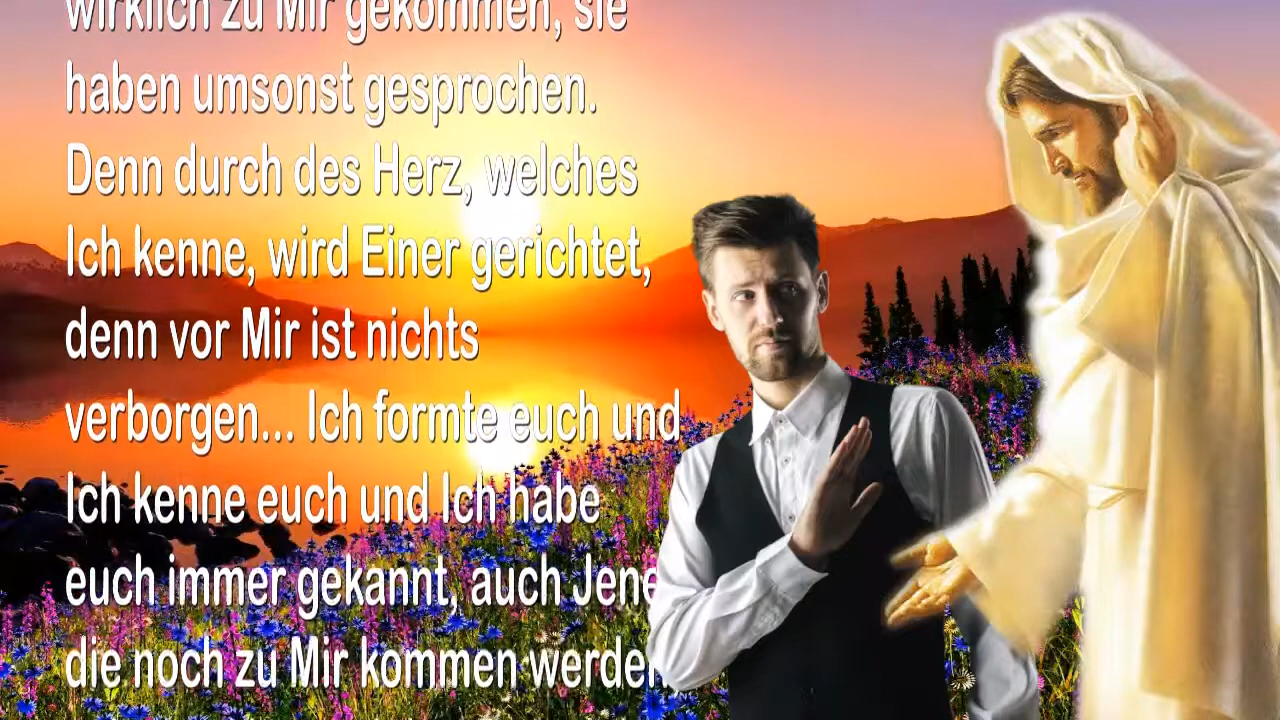 wirklich zu Mir gekommen, sie
haben umsonst gesprochen.
Denn durch des Herz, welches
Ich kenne, wird Einer gerichtet,
denn vor Mir ist nichts
verborgen... Ich formte euch und
Ich kenne euch und Ich habe
euch immer gekannt, auch Jene
die noch zu Mir kommen werden,